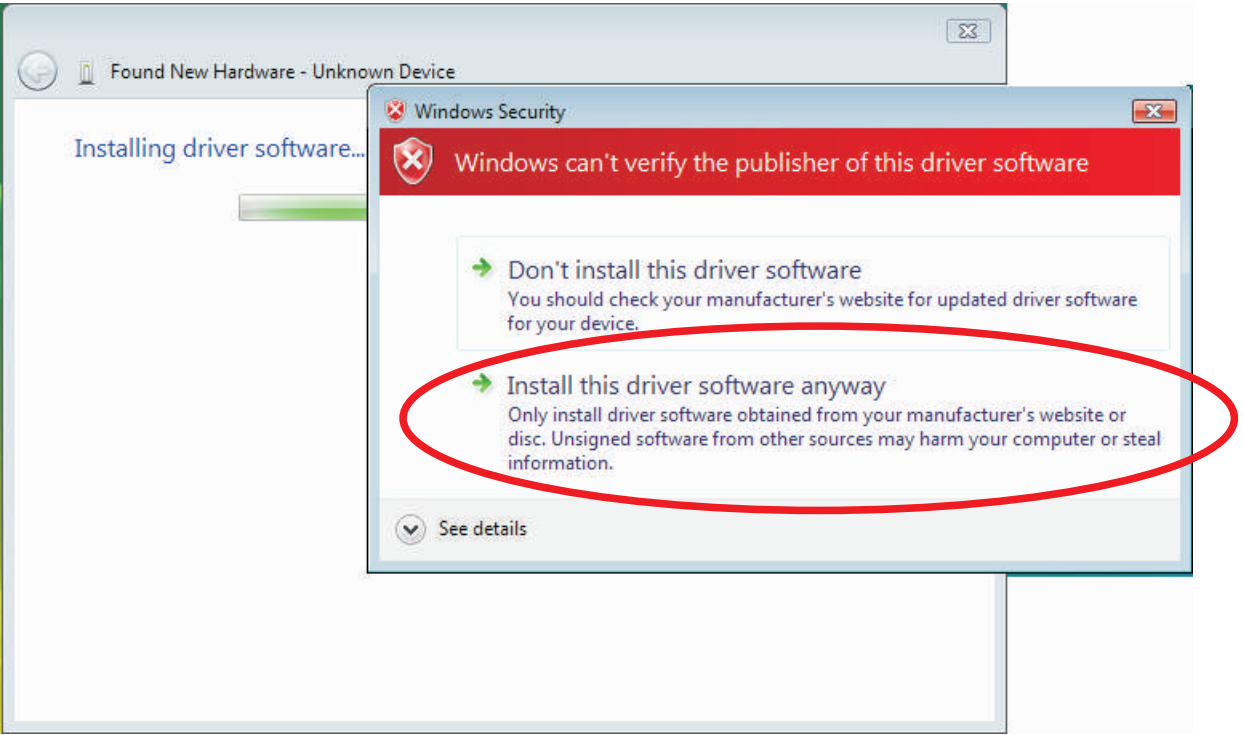 Found New Hardware - Unknown Device
Installing driver software...
Windows Security
Windows can't verify the publisher of this driver software
Don't install this driver software
You should check your manufacturer's website for updated driver software
for your device.
Install this driver software anyway
Only install driver software obtained from your manufacturer's website or
disc. Unsigned software from other sources may harm your computer or steal
information.
See details